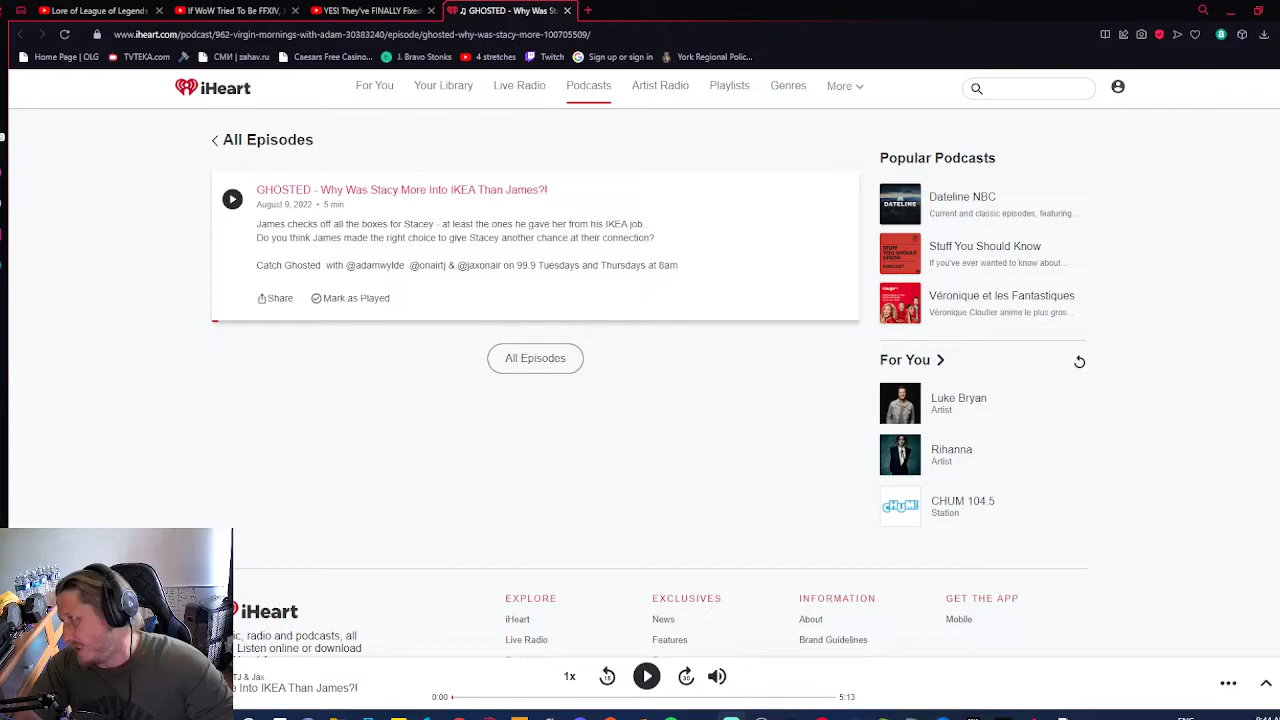 Lore of League of Legends
If WoW Tried To Be FFXIV, I
YES! They've FINALLY Fixed
GHOSTED - Why Was St
www.iheart.com/podcast/962-virgin-mornings-with-adam-30383240/episode/ghosted-why-was-stacy-more-100705509/
Home Page | OLG
TVTEKA.com
СМИ | zahav.ru
Caesars Free Casino...
J. Bravo Stonks
4 stretches
Twitch
Sign up or sign in
York Regional Polic...
iHeart
For You
Your Library
Live Radio
Podcasts
Artist Radio
Playlists
Genres
More
All Episodes
GHOSTED - Why Was Stacy More Into IKEA Than James?!
August 9, 2022 • 5 min
James checks off all the boxes for Stacey - at least the ones he gave her from his IKEA job...
Do you think James made the right choice to give Stacey another chance at their connection?
Catch Ghosted with @adamwylde @onairtj & @jaxonair on 99.9 Tuesdays and Thursdays at 8am
Share
Mark as Played
All Episodes
Popular Podcasts
Dateline NBC
Current and classic episodes, featuring...
Stuff You Should Know
If you've ever wanted to know about...
Véronique et les Fantastiques
Véronique Cloutier anime le plus gros...
For You
Luke Bryan
Artist
Rihanna
Artist
CHUM 104.5
Station
iHeart
ic, radio and podcasts, all
Listen online or download
EXPLORE
iHeart
Live Radio
EXCLUSIVES
News
Features
INFORMATION
About
Brand Guidelines
GET THE APP
Mobile
TJ & Jax
e Into IKEA Than James?!
1x
15
30
0:00
5:13